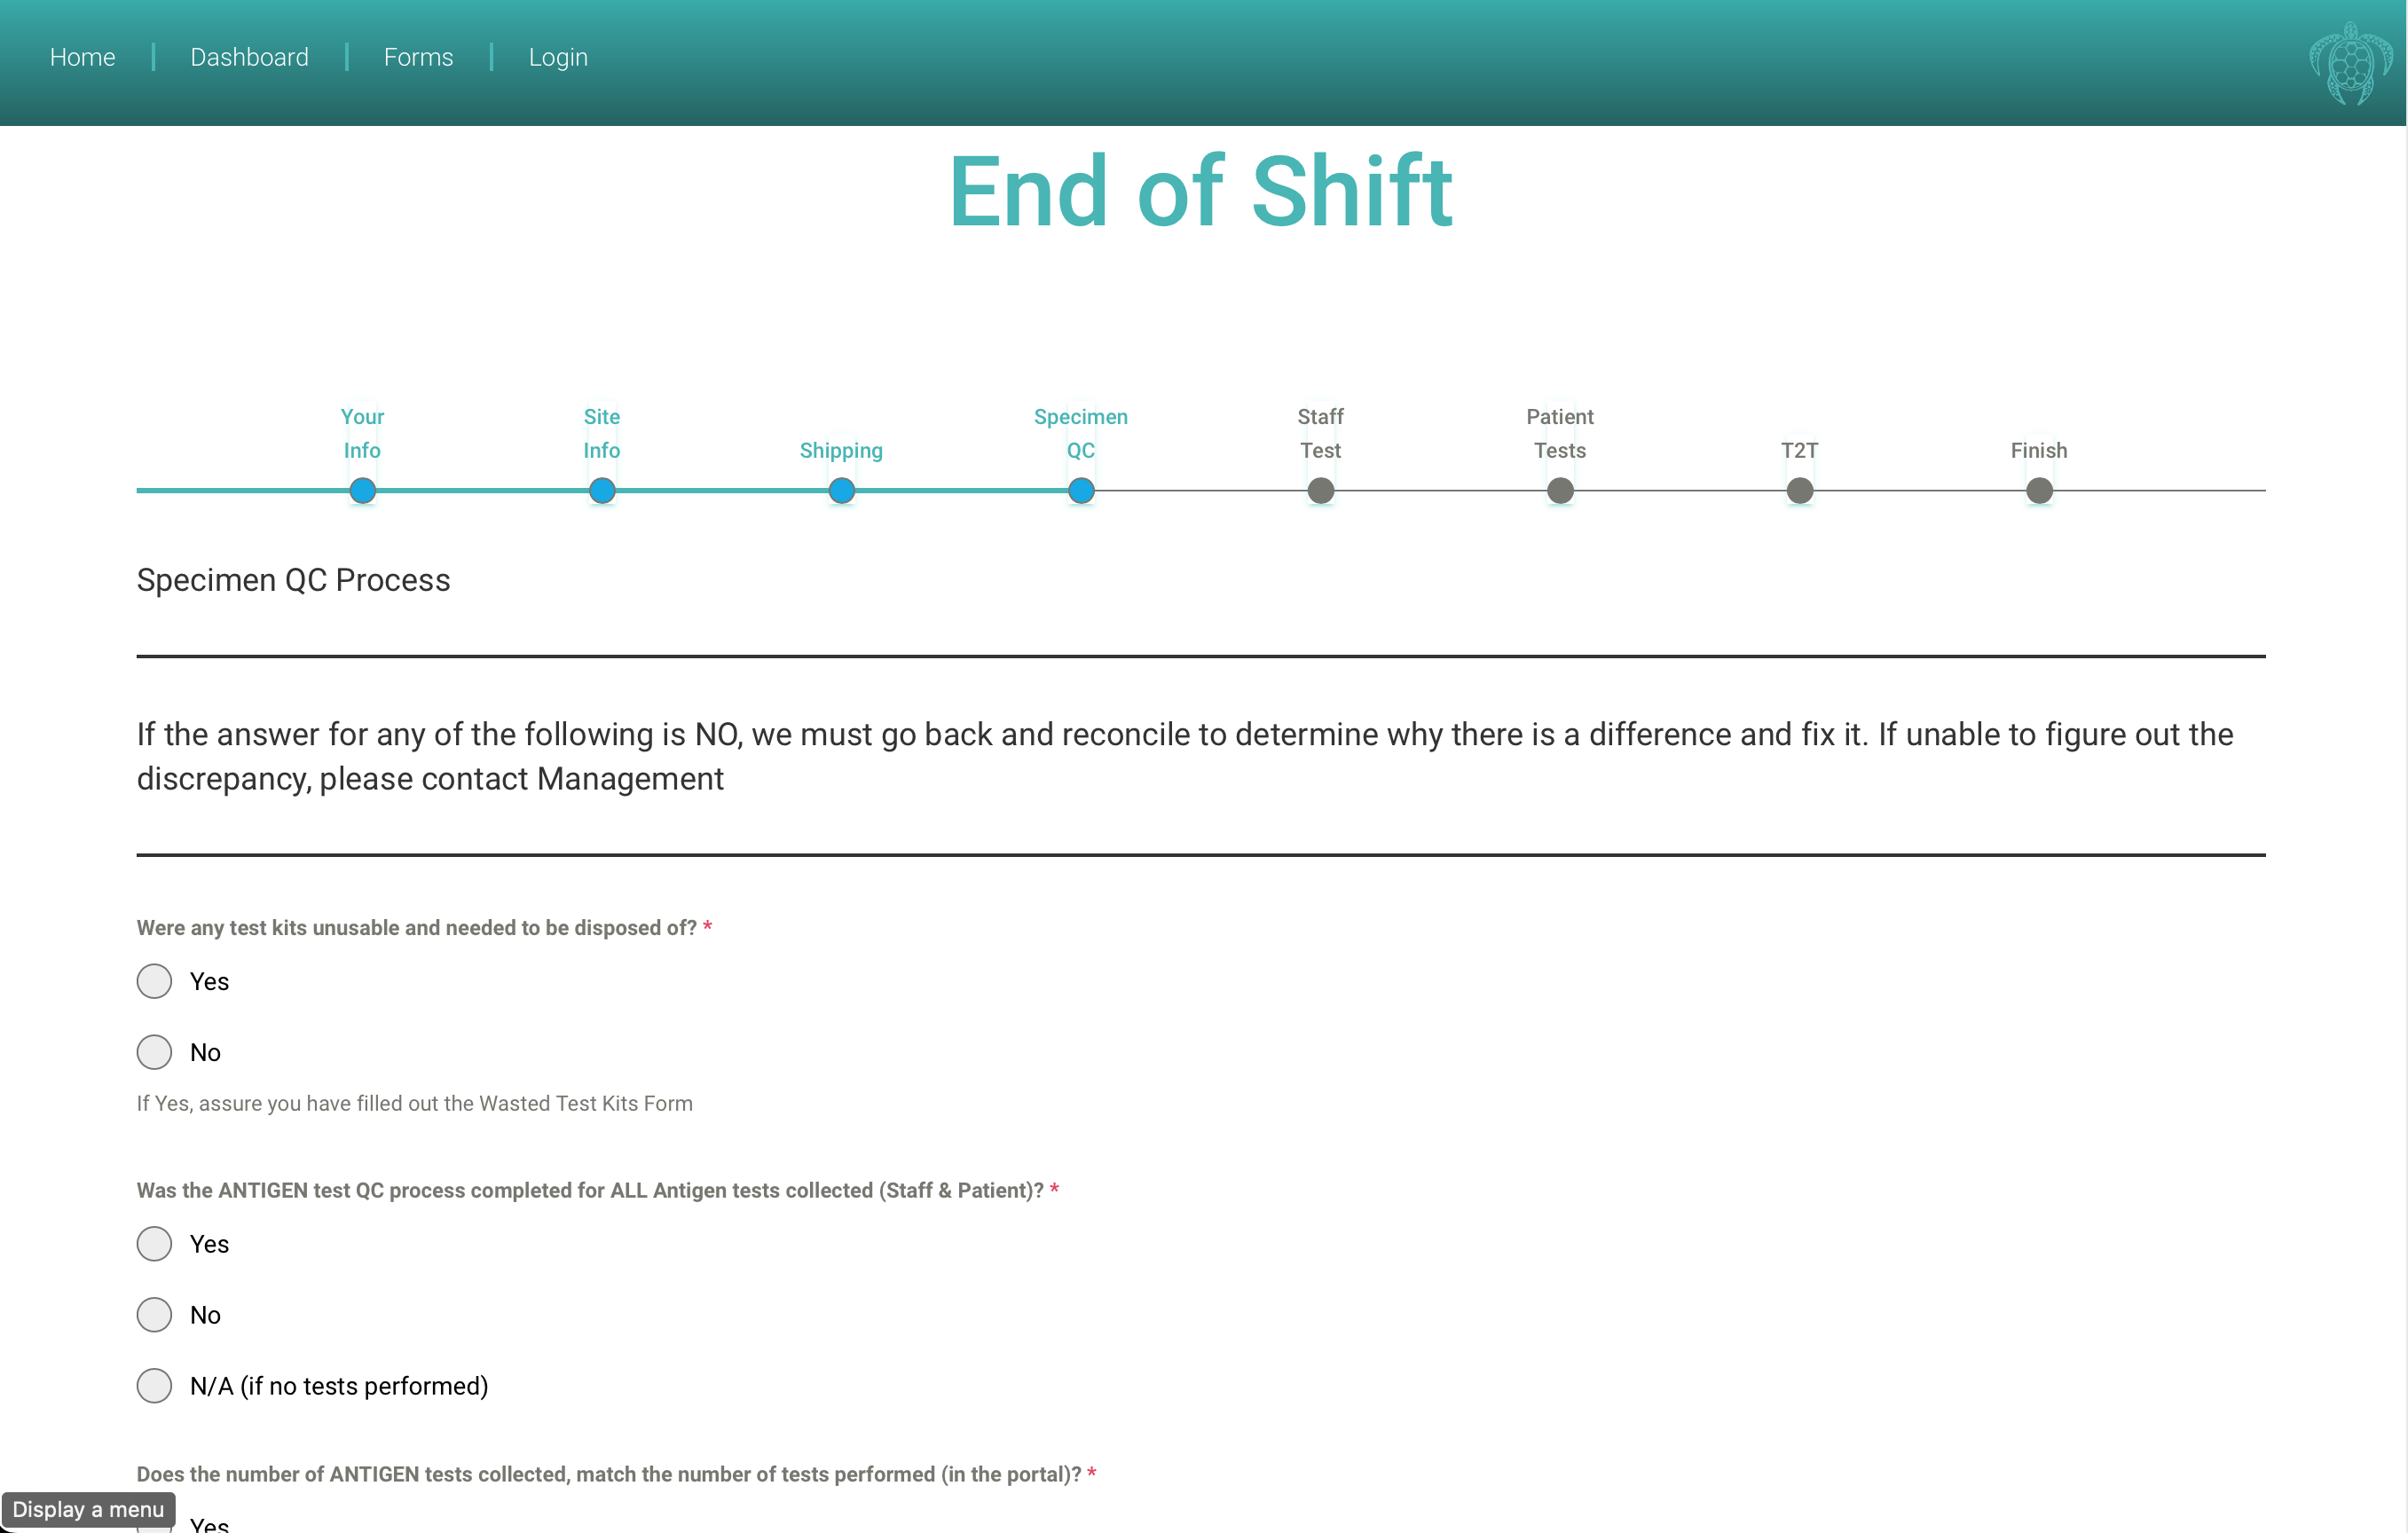 Home
Dashboard
Forms
Login
End of Shift
Your
Info
Site
Info
Shipping
Specimen
QC
Staff
Test
Patient
Tests
T2T
Finish
Specimen QC Process
If the answer for any of the following is NO, we must go back and reconcile to determine why there is a difference and fix it. If unable to figure out the
discrepancy, please contact Management
Were any test kits unusable and needed to be disposed of? *
Yes
No
If Yes, assure you have filled out the Wasted Test Kits Form
Was the ANTIGEN test QC process completed for ALL Antigen tests collected (Staff & Patient)? *
Yes
No
N/A (if no tests performed)
Does the number of ANTIGEN tests collected, match the number of tests performed (in the portal)? *
Display a menu
Yes